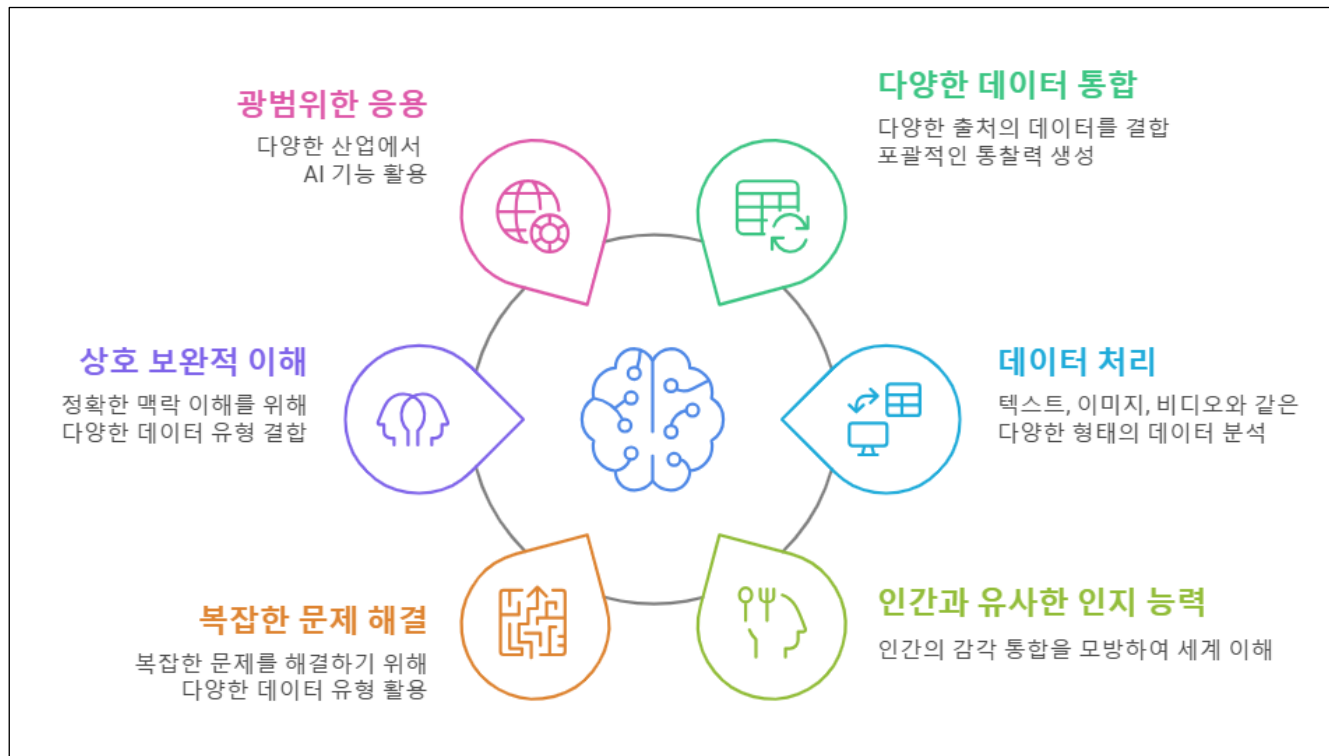 광범위한 응용
다양한 산업에서
AI 기능 활용
다양한 데이터 통합
다양한 출처의 데이터를 결합
포괄적인 통찰력 생성
상호 보완적 이해
정확한 맥락 이해를 위해
다양한 데이터 유형 결합
데이터 처리
텍스트, 이미지, 비디오와 같은
다양한 형태의 데이터 분석
복잡한 문제 해결
복잡한 문제를 해결하기 위해
다양한 데이터 유형 활용
인간과 유사한 인지 능력
인간의 감각 통합을 모방하여 세계 이해